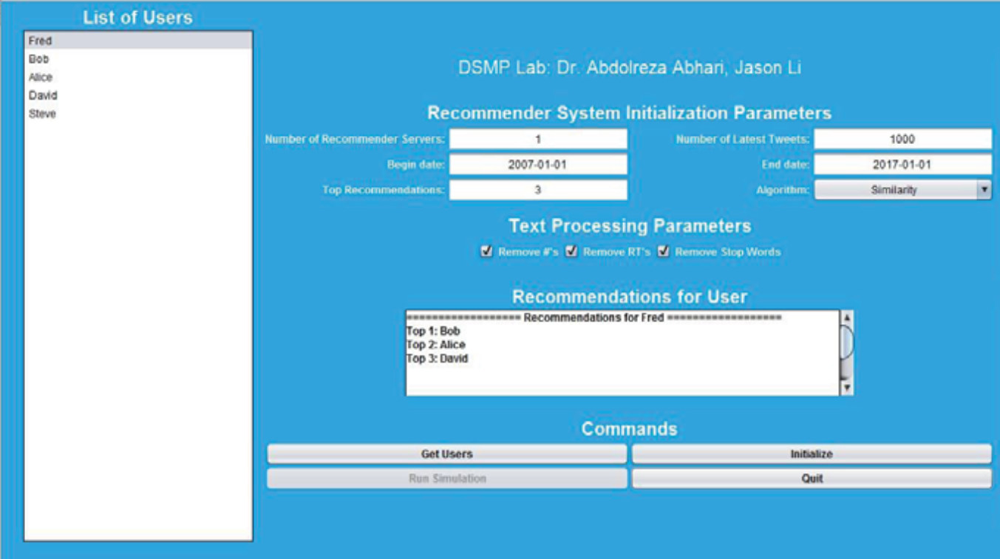 List of Users
Fred
Bob
Alice
David
Steve
DSMP Lab: Dr. Abdolreza Abhari, Jason Li
Recommender System Initialization Parameters
Number of Recommender Servers: 1 Number of Latest Tweets: 1000
Begin date: 2007-01-01 End date: 2017-01-01
Top Recommendations: 3 Algorithm: Similarity
Text Processing Parameters
Remove #'s Remove RT's Remove Stop Words
Recommendations for User
================== Recommendations for Fred ==================
Top 1: Bob
Top 2: Alice
Top 3: David
Commands
Get Users Initialize
Run Simulation Quit